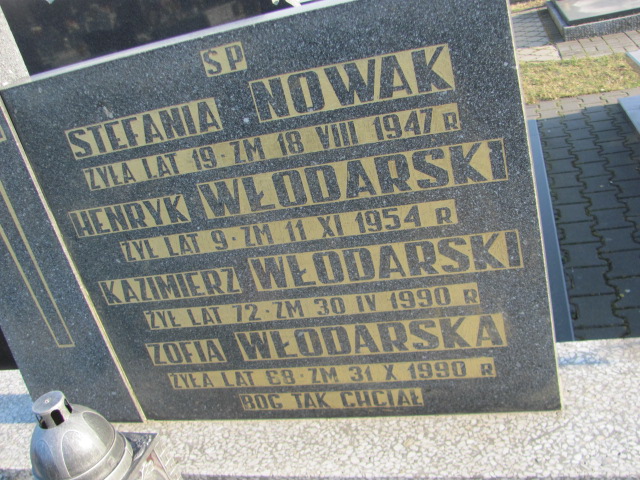 ŚP
STEFANIA NOWAK
ŻYŁA LAT 19 · ZM 18 VIII 1947 R
HENRYK WŁODARSKI
ŻYŁ LAT 9 · ZM 11 XI 1954 R
KAZIMIERZ WŁODARSKI
ŻYŁ LAT 72 · ZM 30 IV 1990 R
ZOFIA WŁODARSKA
ŻYŁA LAT 68 · ZM 31 X 1990 R
BÓG TAK CHCIAŁ